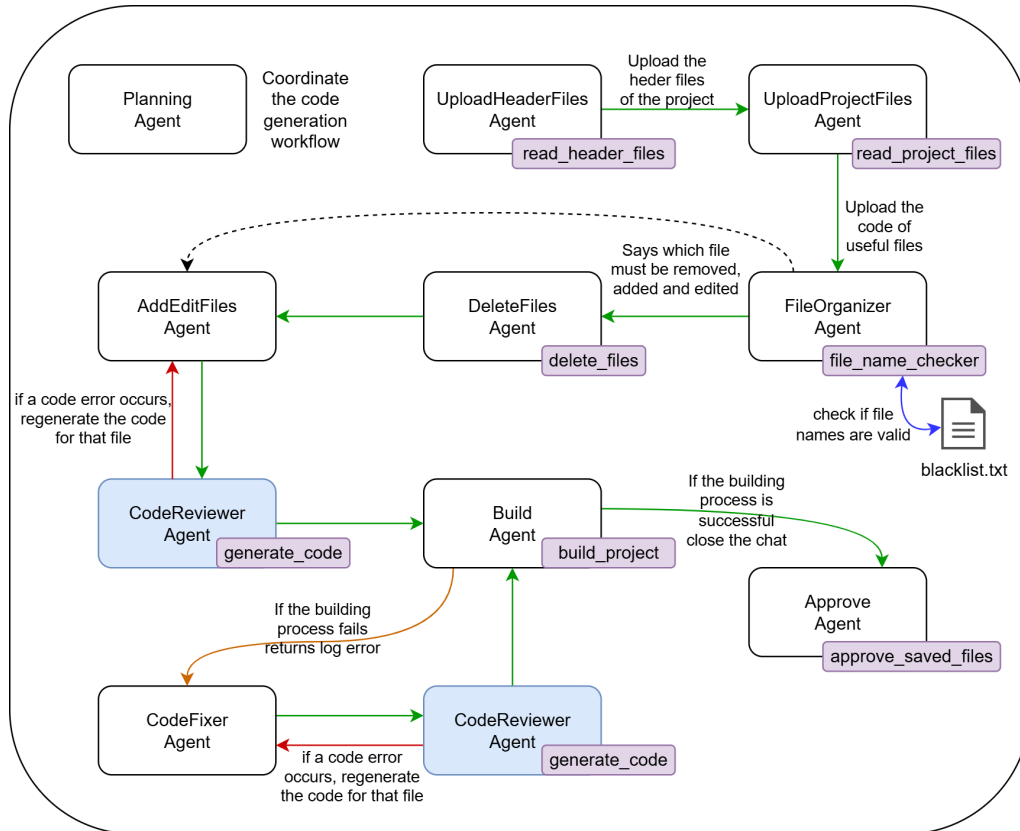 Planning
Agent
Coordinate
the code
generation
workflow
UploadHeaderFiles
Agent
read_header_files
Upload the
heder files
of the project
UploadProjectFiles
Agent
read_project_files
Upload the
code of
useful files
AddEditFiles
Agent
DeleteFiles
Agent
delete_files
Says which file
must be removed,
added and edited
FileOrganizer
Agent
file_name_checker
check if file
names are valid
blacklist.txt
if a code error occurs,
regenerate the code
for that file
CodeReviewer
Agent
generate_code
Build
Agent
build_project
If the building
process is
successful
close the chat
Approve
Agent
approve_saved_files
If the building
process fails
returns log error
CodeFixer
Agent
if a code error
occurs, regenerate
the code for that file
CodeReviewer
Agent
generate_code